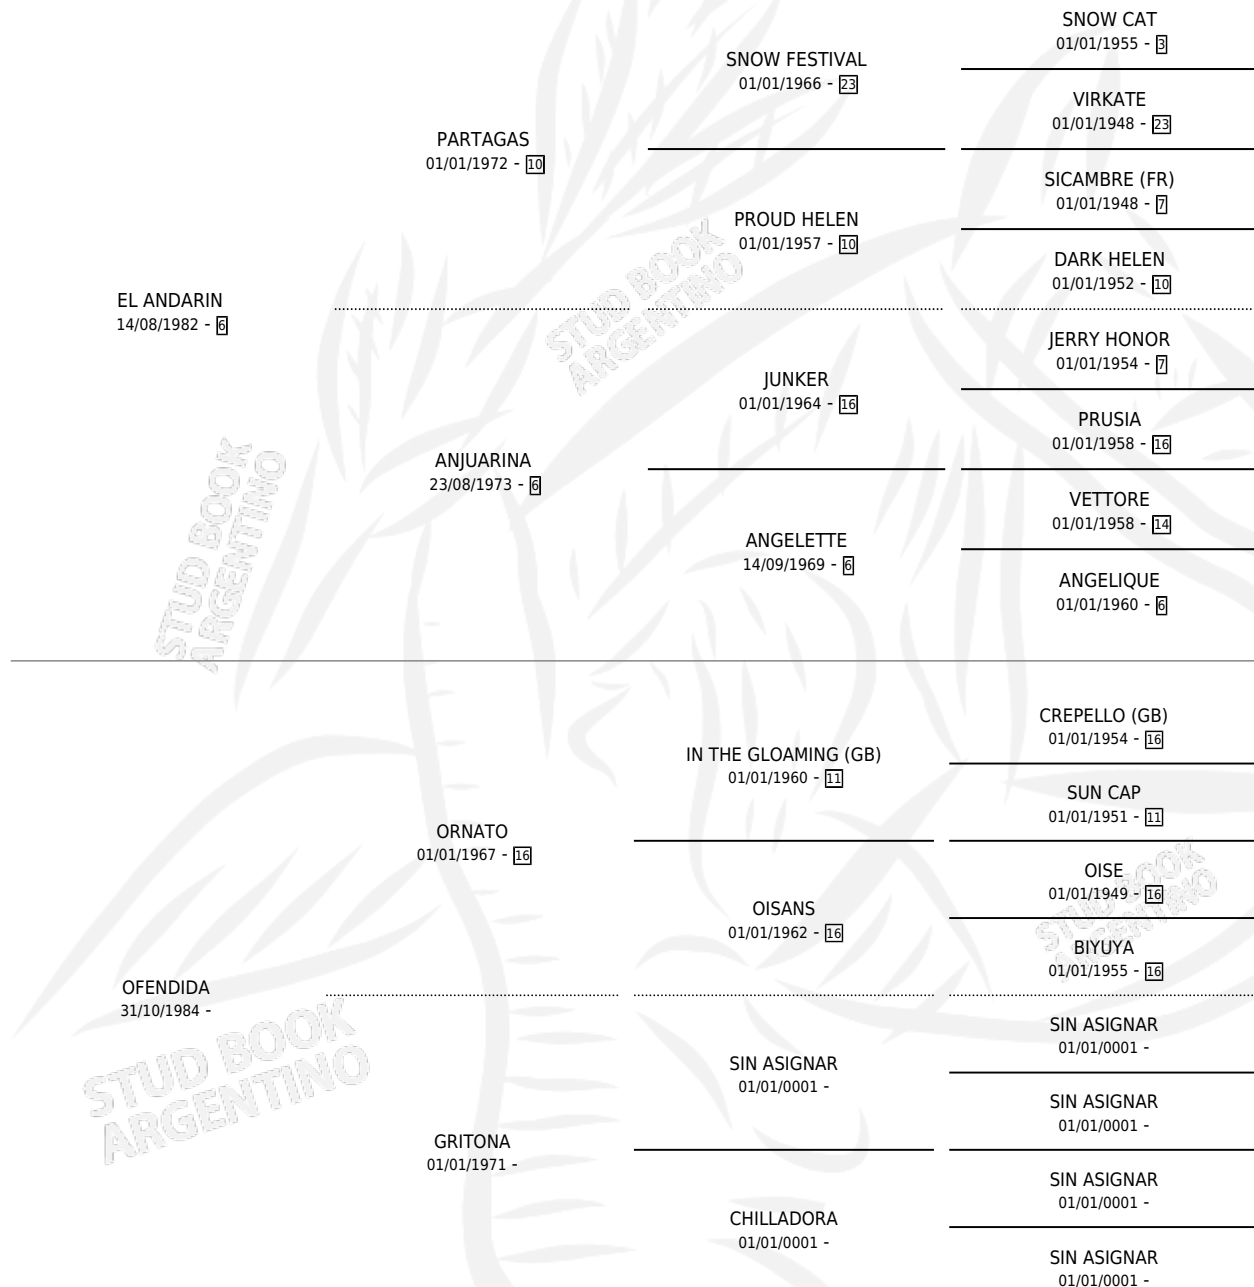 SNOW CAT
01/01/1955 - 3
SNOW FESTIVAL
01/01/1966 - 23
VIRKATE
01/01/1948 - 23
PARTAGAS
01/01/1972 - 10
SICAMBRE (FR)
01/01/1948 - 7
PROUD HELEN
01/01/1957 - 10
DARK HELEN
01/01/1952 - 10
EL ANDARIN
14/08/1982 - 6
JERRY HONOR
01/01/1954 - 7
JUNKER
01/01/1964 - 16
PRUSIA
01/01/1958 - 16
ANJUARINA
23/08/1973 - 6
VETTORE
01/01/1958 - 14
ANGELETTE
14/09/1969 - 6
ANGELIQUE
01/01/1960 - 6
CREPELLO (GB)
01/01/1954 - 16
IN THE GLOAMING (GB)
01/01/1960 - 11
SUN CAP
01/01/1951 - 11
ORNATO
01/01/1967 - 16
OISE
01/01/1949 - 16
OISANS
01/01/1962 - 16
BIYUYA
01/01/1955 - 16
OFENDIDA
31/10/1984 -
SIN ASIGNAR
01/01/0001 -
SIN ASIGNAR
01/01/0001 -
SIN ASIGNAR
01/01/0001 -
GRITONA
01/01/1971 -
SIN ASIGNAR
01/01/0001 -
CHILLADORA
01/01/0001 -
SIN ASIGNAR
01/01/0001 -
STUD BOOK
ARGENTINO
STUD BOOK
ARGENTINO
STUD BOOK
ARGENTINO
STUD BOOK
ARGENTINO